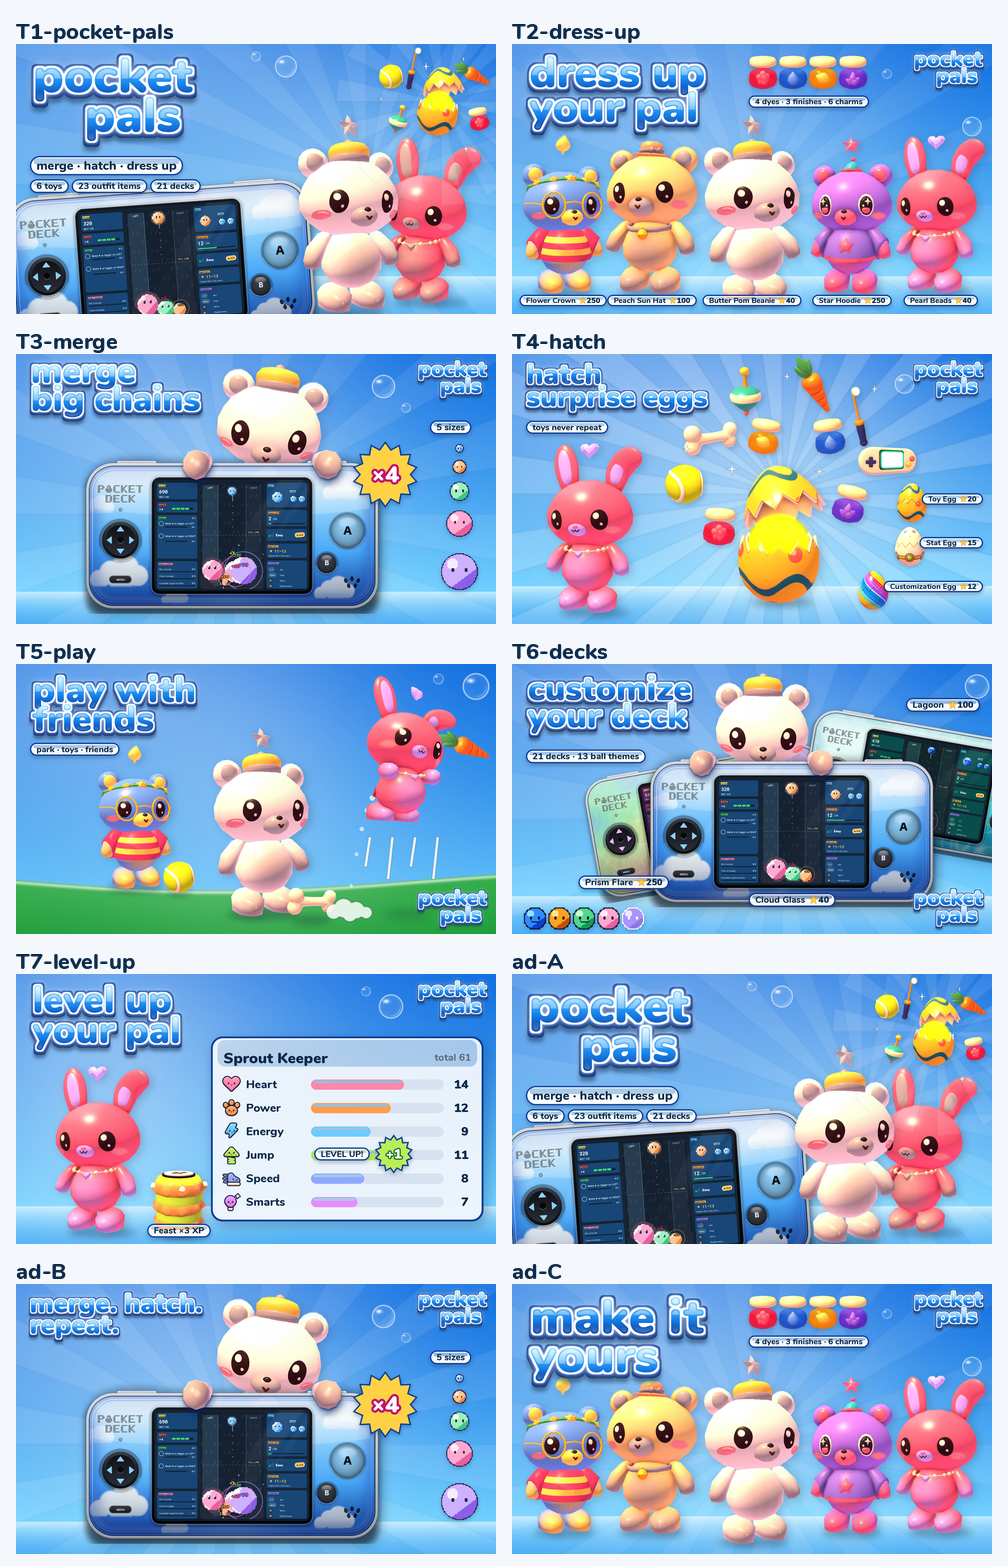 T1-pocket-pals
pocket
pals
merge · hatch · dress up
6 toys
23 outfit items
21 decks
POCKET
DECK
A
B
T2-dress-up
dress up
your pal
4 dyes · 3 finishes · 6 charms
pocket
pals
Flower Crown ★250
Peach Sun Hat ★100
Butter Pom Beanie ★40
Star Hoodie ★250
Pearl Beads ★40
T3-merge
merge
big chains
pocket
pals
5 sizes
×4
POCKET
DECK
A
B
T4-hatch
hatch
surprise eggs
toys never repeat
pocket
pals
Toy Egg ★20
Stat Egg ★15
Customization Egg ★12
T5-play
play with
friends
park · toys · friends
pocket
pals
T6-decks
customize
your deck
21 decks · 13 ball themes
Lagoon ★100
POCKET
DECK
POCKET
DECK
POCKET
DECK
A
B
Prism Flare ★250
Cloud Glass ★40
pocket
pals
T7-level-up
level up
your pal
pocket
pals
Sprout Keeper total 61
Heart 14
Power 12
Energy 9
Jump LEVEL UP! +1 11
Speed 8
Smarts 7
Feast ×3 XP
ad-A
pocket
pals
merge · hatch · dress up
6 toys
23 outfit items
21 decks
POCKET
DECK
A
B
ad-B
merge. hatch.
repeat.
pocket
pals
5 sizes
×4
POCKET
DECK
A
B
ad-C
make it
yours
4 dyes · 3 finishes · 6 charms
pocket
pals